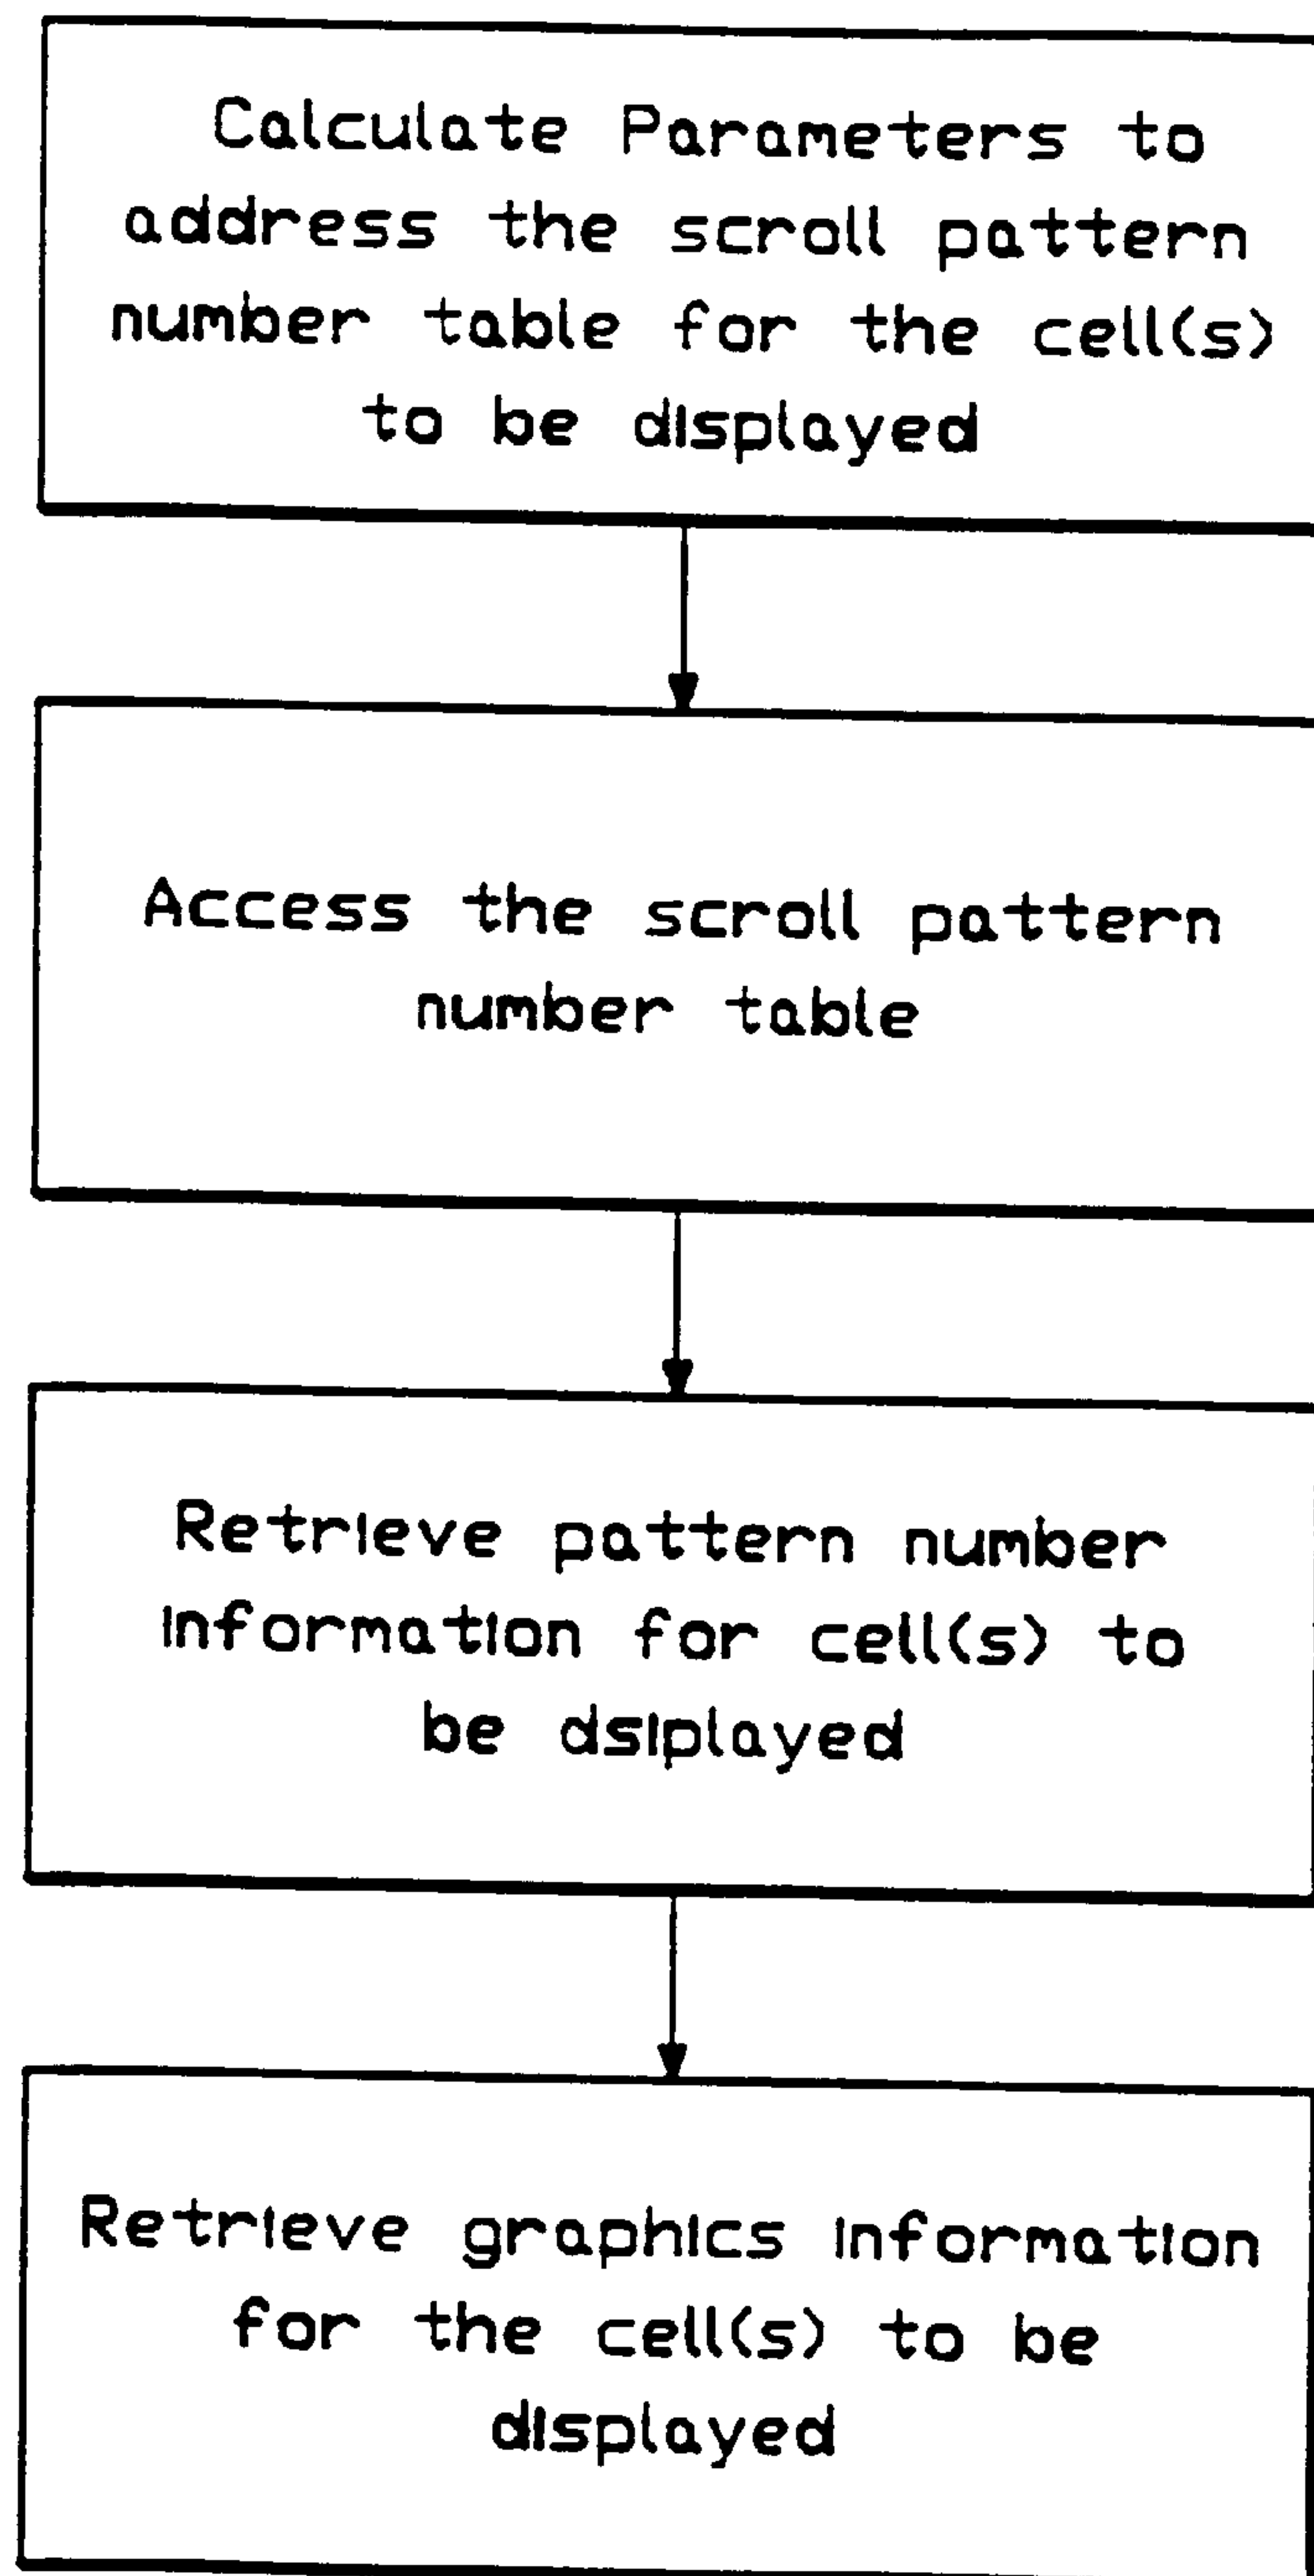 Calculate Parameters to
address the scroll pattern
number table for the cell(s)
to be displayed
Access the scroll pattern
number table
Retrieve pattern number
information for cell(s) to
be dsiplayed
Retrieve graphics information
for the cell(s) to be
displayed